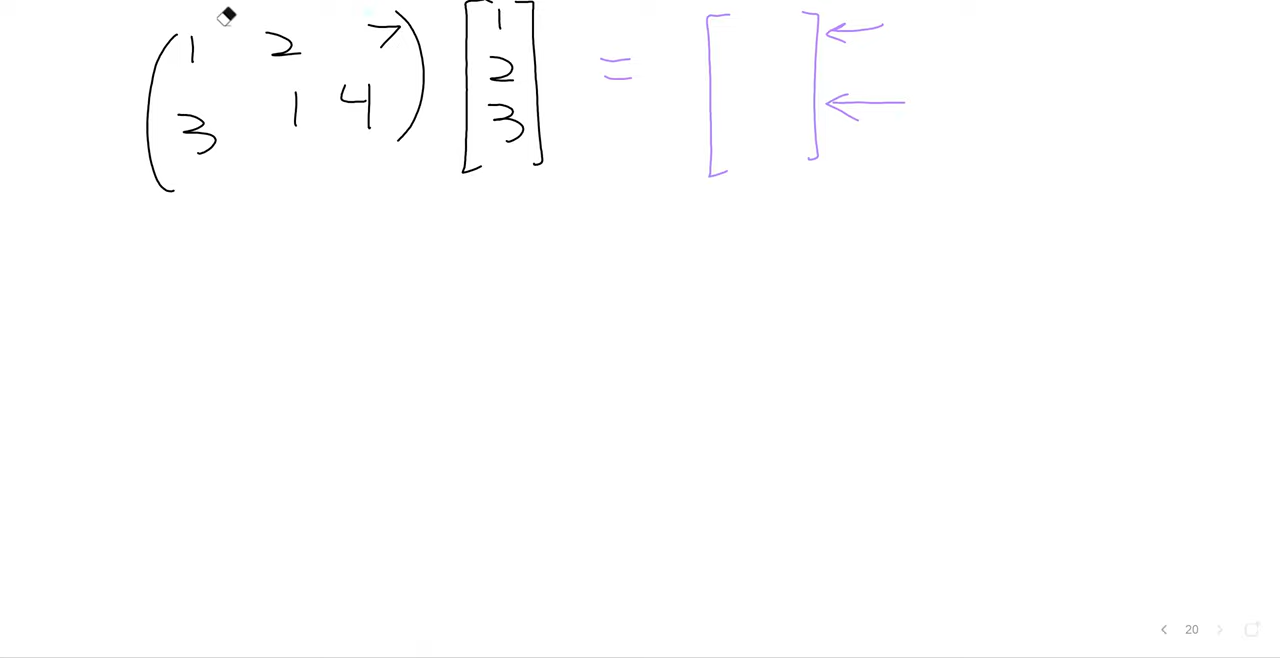 ( 1 2 7 ) [ 1 ] = [ ] ←
( 3 1 4 ) [ 2 ] ←
[ 3 ]
< 20 >